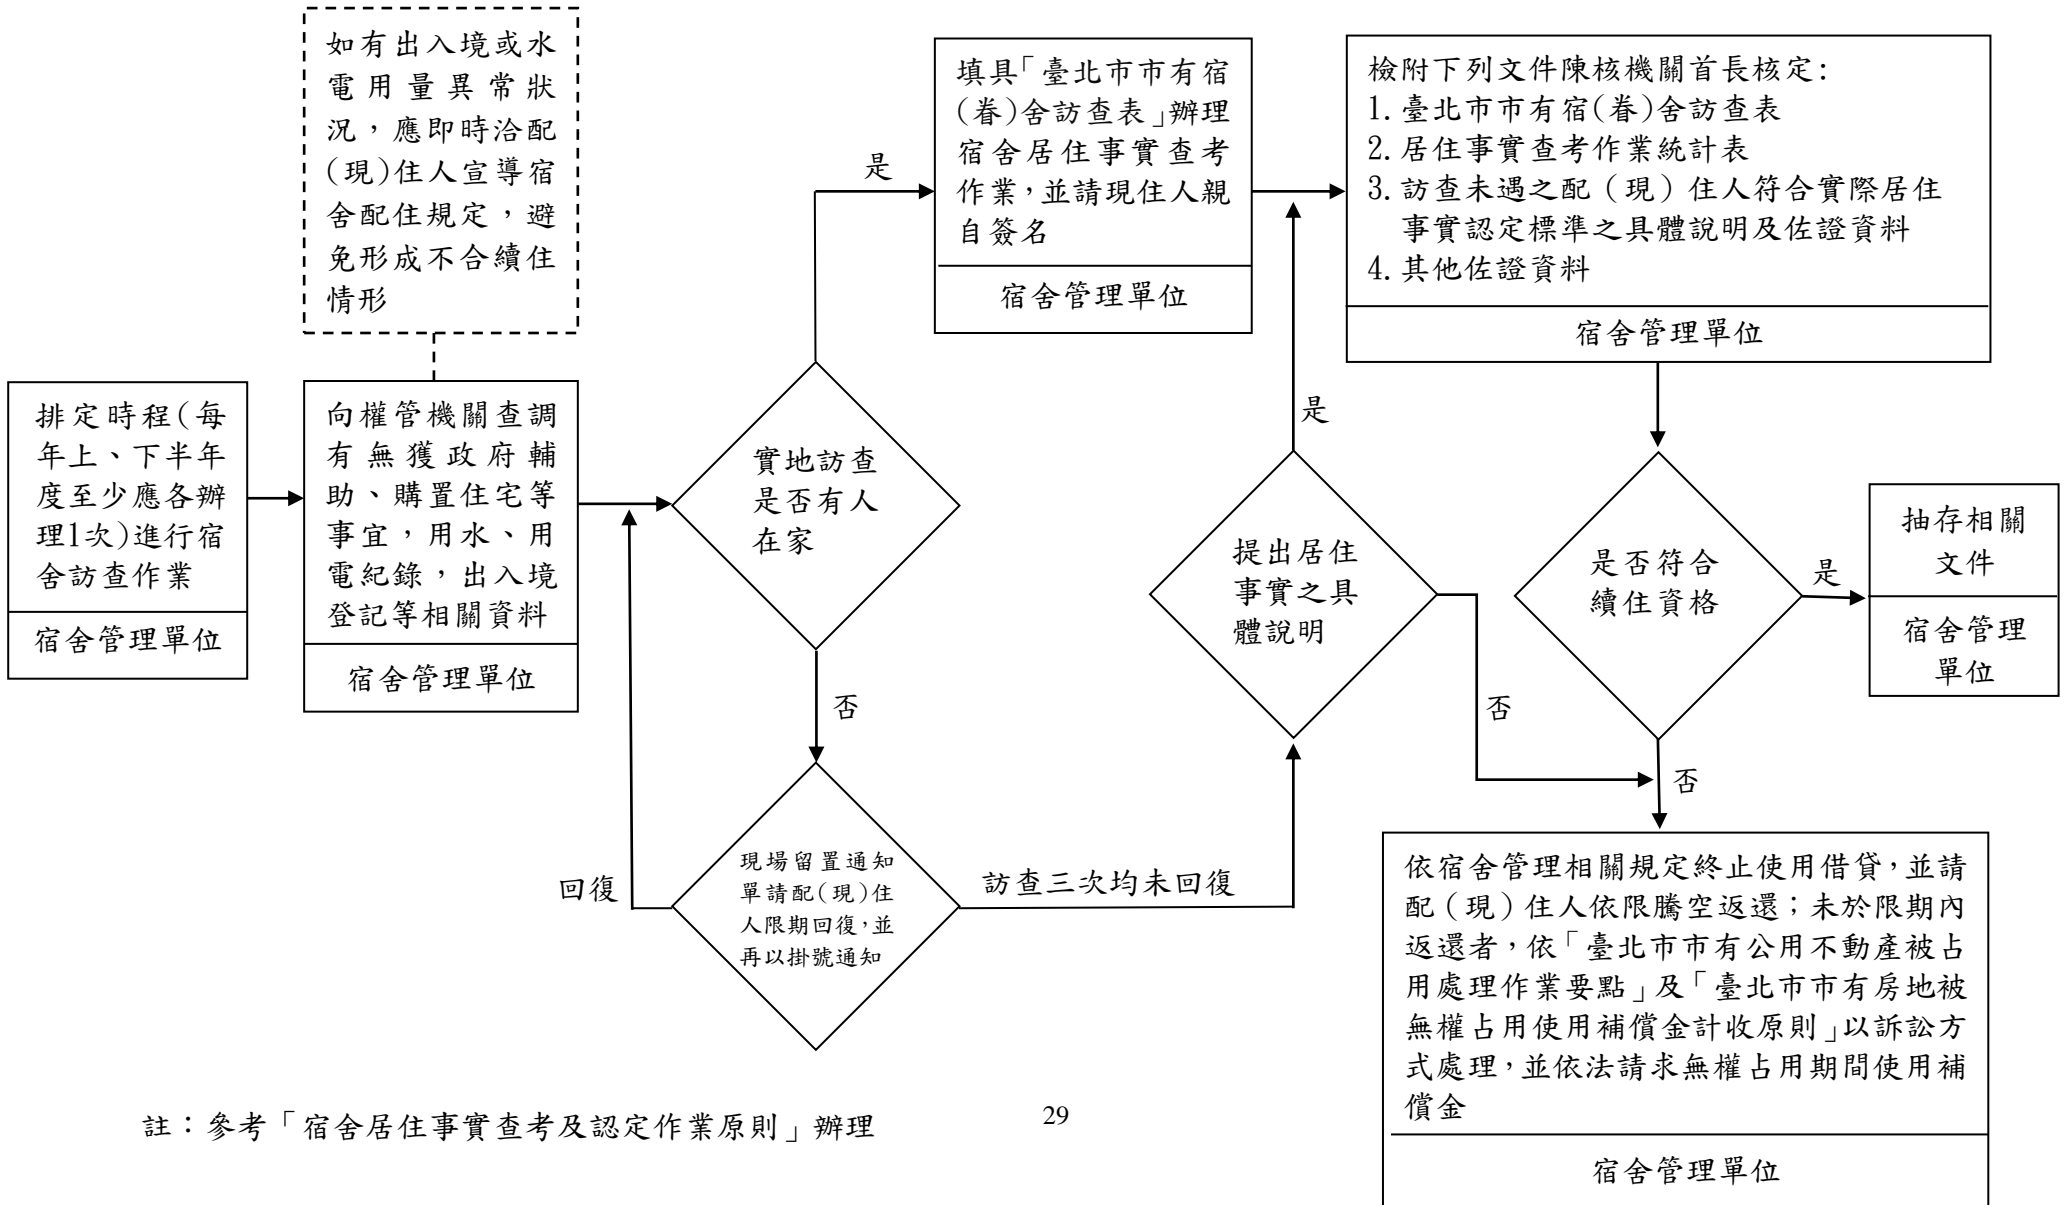 如有出入境或水
電用量異常狀
況，應即時洽配
(現)住人宣導宿
舍配住規定，避
免形成不合續住
情形
排定時程(每
年上、下半年
度至少應各辦
理1次)進行宿
舍訪查作業
宿舍管理單位
向權管機關查調
有無獲政府輔
助、購置住宅等
事宜，用水、用
電紀錄，出入境
登記等相關資料
宿舍管理單位
實地訪查
是否有人
在家
是
否
填具「臺北市市有宿
(眷)舍訪查表」辦理
宿舍居住事實查考
作業，並請現住人親
自簽名
宿舍管理單位
現場留置通知
單請配(現)住
人限期回復，並
再以掛號通知
回復
訪查三次均未回復
提出居住
事實之具
體說明
是
否
檢附下列文件陳核機關首長核定:
1.臺北市市有宿(眷)舍訪查表
2.居住事實查考作業統計表
3.訪查未遇之配（現）住人符合實際居住
事實認定標準之具體說明及佐證資料
4.其他佐證資料
宿舍管理單位
是否符合
續住資格
是
否
抽存相關
文件
宿舍管理
單位
依宿舍管理相關規定終止使用借貸，並請
配（現）住人依限騰空返還；未於限期內
返還者，依「臺北市市有公用不動產被占
用處理作業要點」及「臺北市市有房地被
無權占用使用補償金計收原則」以訴訟方
式處理，並依法請求無權占用期間使用補
償金
宿舍管理單位
註：參考「宿舍居住事實查考及認定作業原則」辦理
29